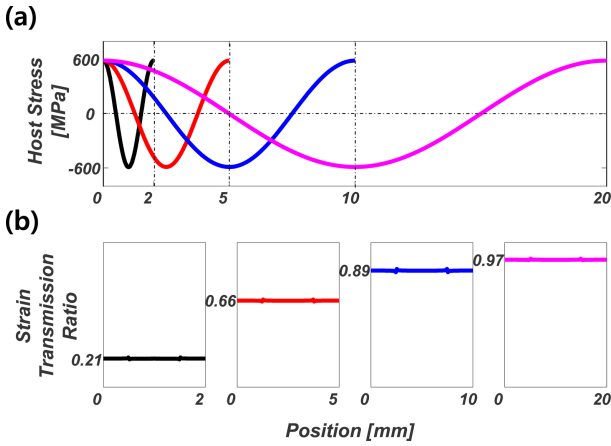 (a)
Host Stress
[MPa]
600
0
-600
0 2 5 10 20
(b)
Strain
Transmission
Ratio
0.21
0.66
0.89
0.97
0 2 0 5 0 10 0 20
Position [mm]